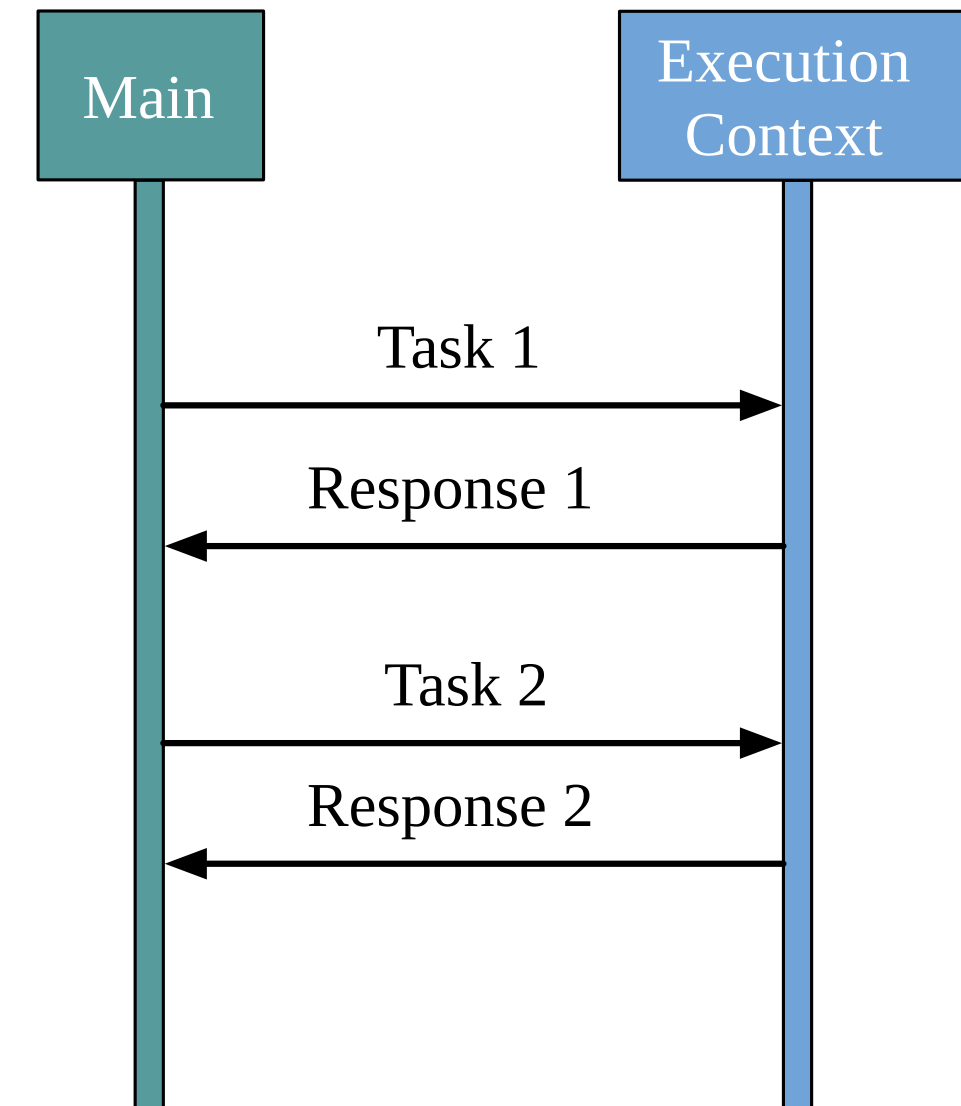 Main
Execution
Context
Task 1
Response 1
Task 2
Response 2